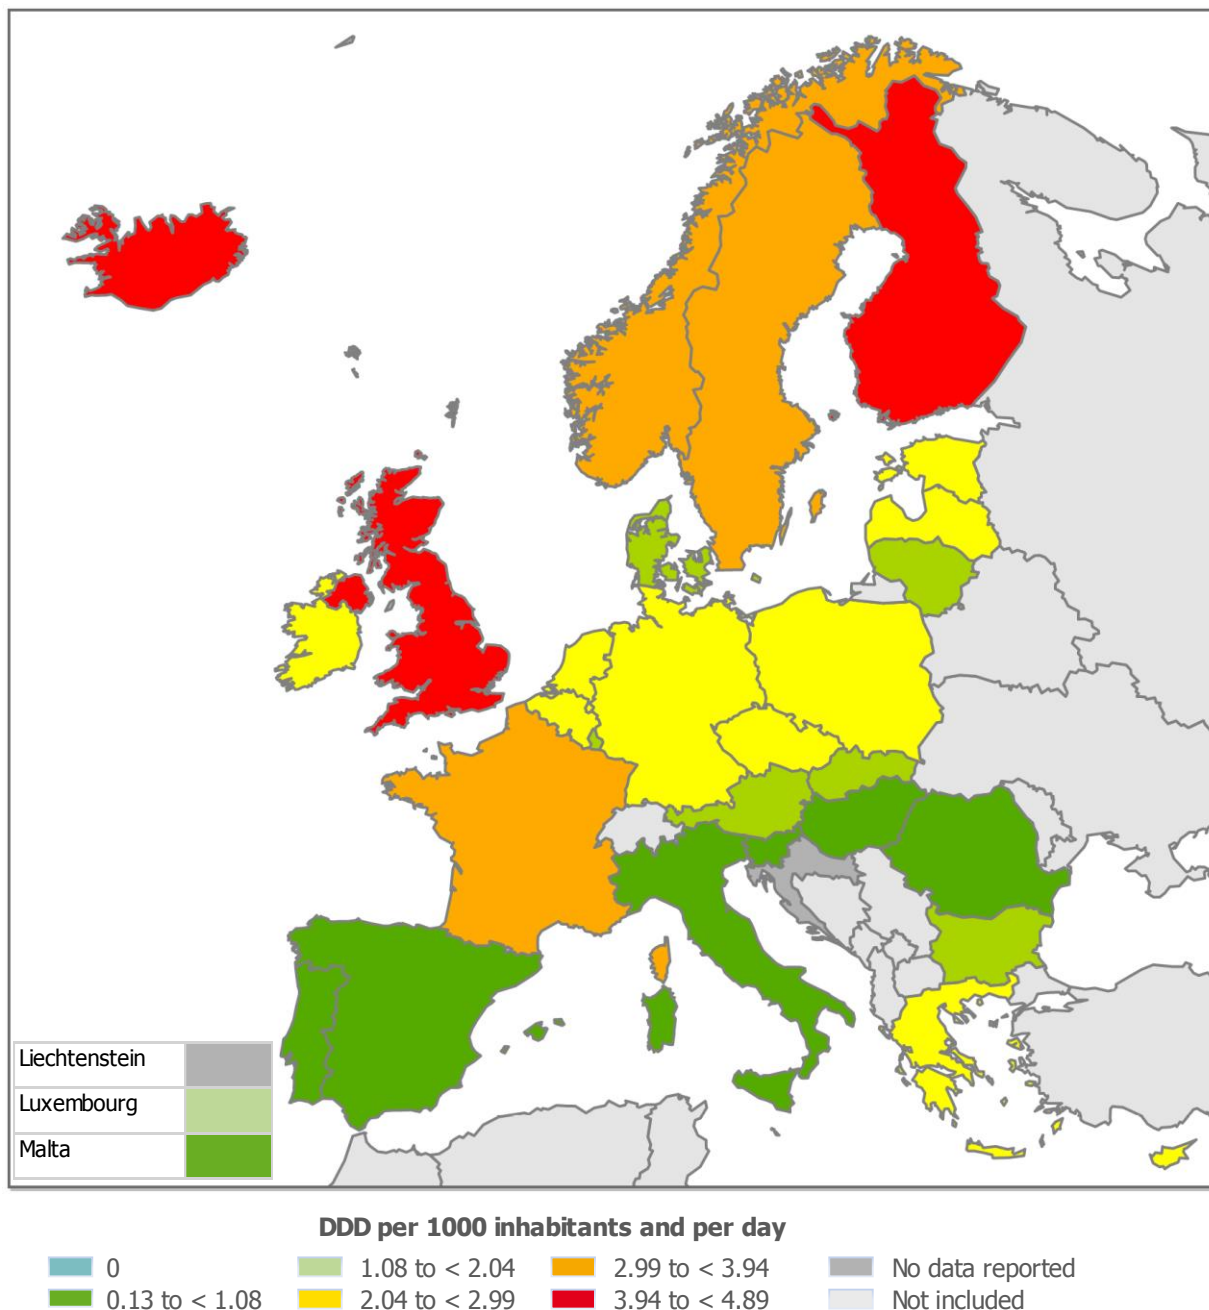 Liechtenstein
Luxembourg
Malta
DDD per 1000 inhabitants and per day
0 1.08 to < 2.04 2.99 to < 3.94 No data reported
0.13 to < 1.08 2.04 to < 2.99 3.94 to < 4.89 Not included